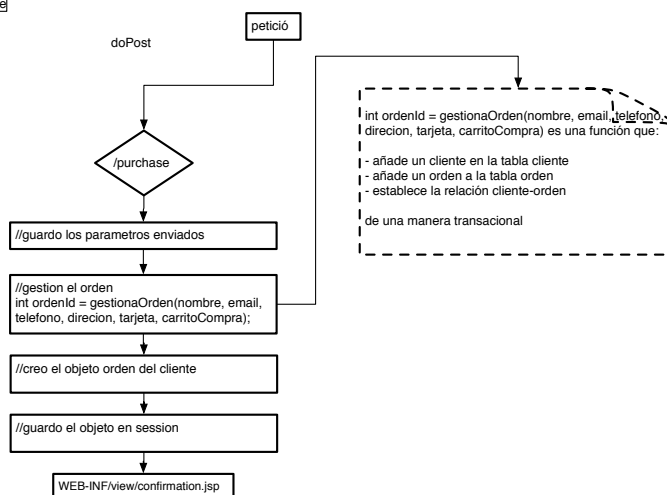 e
petició
doPost
/purchase
//guardo los parametros enviados
//gestion el orden
int ordenId = gestionaOrden(nombre, email,
telefono, direcion, tarjeta, carritoCompra);
//creo el objeto orden del cliente
//guardo el objeto en session
WEB-INF/view/confirmation.jsp
int ordenId = gestionaOrden(nombre, email, telefono,
direcion, tarjeta, carritoCompra) es una función que:
- añade un cliente en la tabla cliente
- añade un orden a la tabla orden
- establece la relación cliente-orden
de una manera transacional